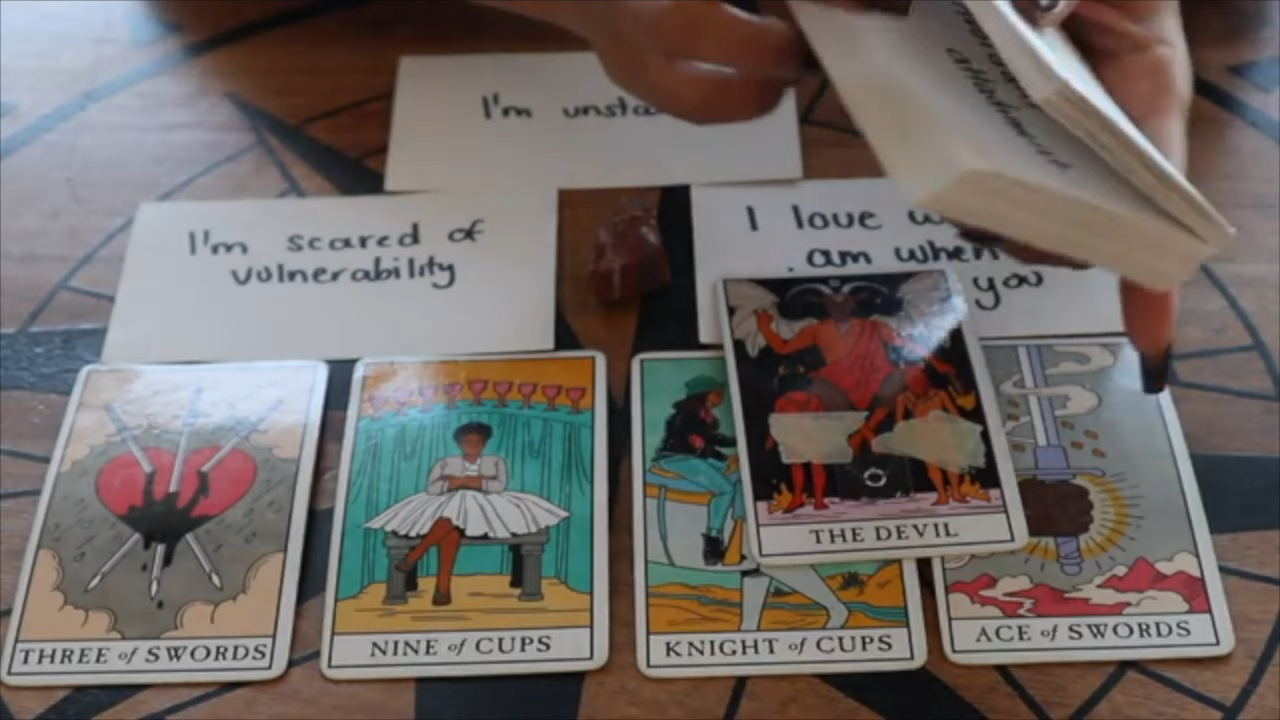 I'm
I'm scared of
vulnerability
I love
am when
you
attachment
THREE of SWORDS
NINE of CUPS
KNIGHT of CUPS
THE DEVIL
ACE of SWORDS